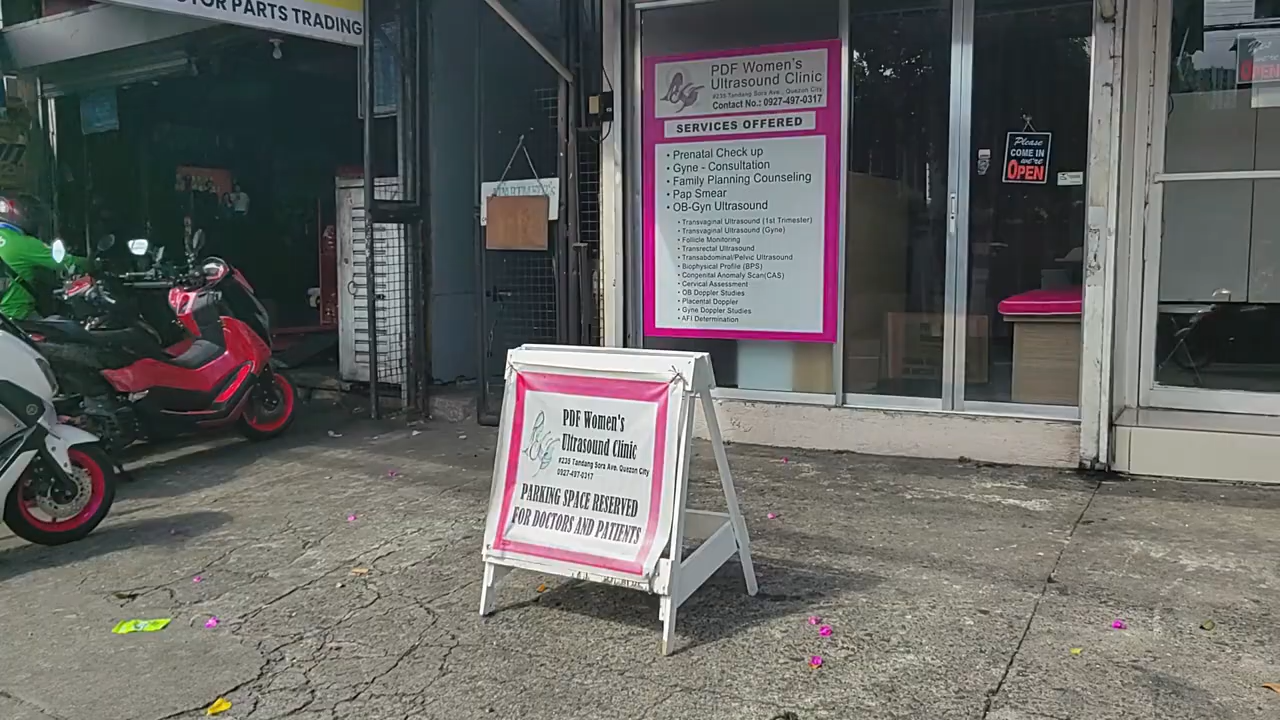 OTOR PARTS TRADING
PDF Women's
Ultrasound Clinic
#235 Tandang Sora Ave., Quezon City
Contact No.: 0927-497-0317
SERVICES OFFERED
• Prenatal Check up
• Gyne - Consultation
• Family Planning Counseling
• Pap Smear
• OB-Gyn Ultrasound
• Transvaginal Ultrasound (1st Trimester)
• Transvaginal Ultrasound (Gyne)
• Follicle Monitoring
• Transrectal Ultrasound
• Transabdominal/Pelvic Ultrasound
• Biophysical Profile (BPS)
• Congenital Anomaly Scan(CAS)
• Cervical Assessment
• OB Doppler Studies
• Placental Doppler
• Gyne Doppler Studies
• AFI Determination
Please
COME IN
we're
OPEN
OPEN
PDF Women's
Ultrasound Clinic
#235 Tandang Sora Ave. Quezon City
0927-497-0317
PARKING SPACE RESERVED
FOR DOCTORS AND PATIENTS